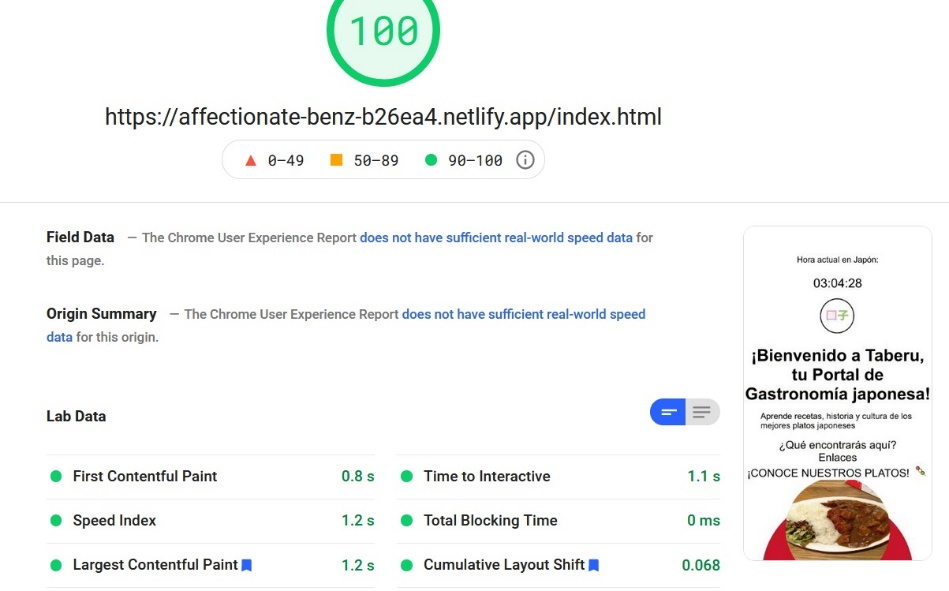 100
https://affectionate-benz-b26ea4.netlify.app/index.html
0–49 50–89 90–100
Field Data — The Chrome User Experience Report does not have sufficient real-world speed data for
this page.
Origin Summary — The Chrome User Experience Report does not have sufficient real-world speed
data for this origin.
Lab Data
First Contentful Paint 0.8 s
Time to Interactive 1.1 s
Speed Index 1.2 s
Total Blocking Time 0 ms
Largest Contentful Paint 1.2 s
Cumulative Layout Shift 0.068
Hora actual en Japón:
03:04:28
口子
¡Bienvenido a Taberu,
tu Portal de
Gastronomía japonesa!
Aprende recetas, historia y cultura de los
mejores platos japoneses
¿Qué encontrarás aquí?
Enlaces
¡CONOCE NUESTROS PLATOS!